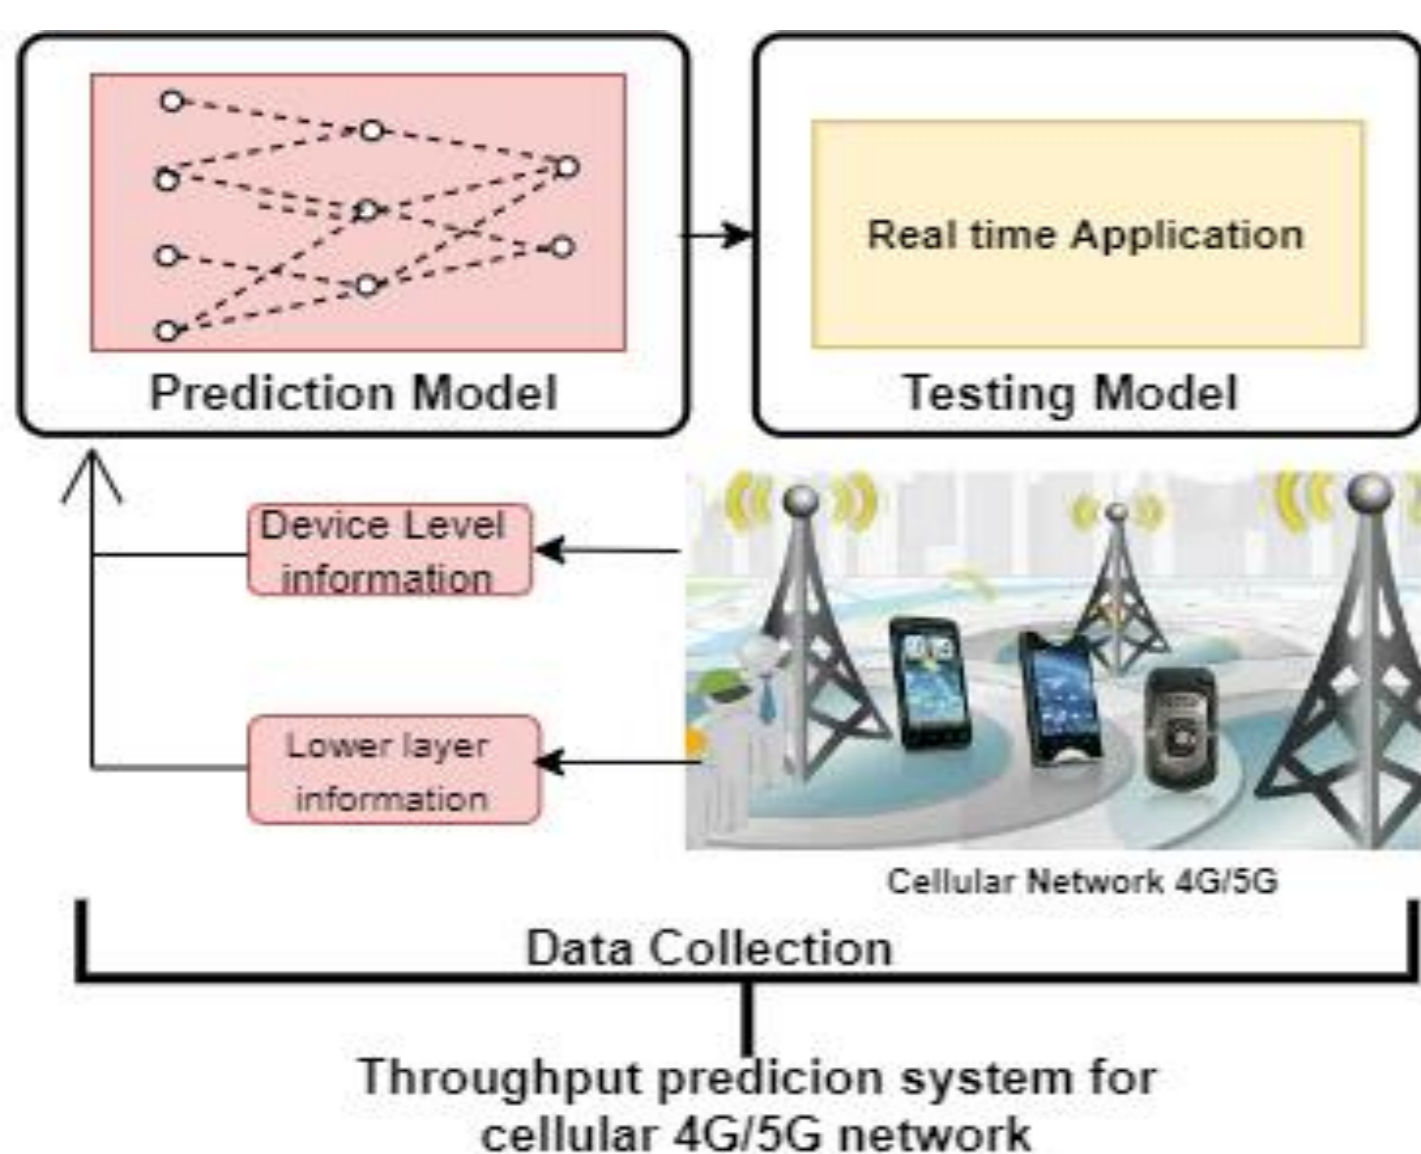 Real time Application
Prediction Model
Testing Model
Device Level
information
Lower layer
information
Cellular Network 4G/5G
Data Collection
Throughput predicion system for
cellular 4G/5G network